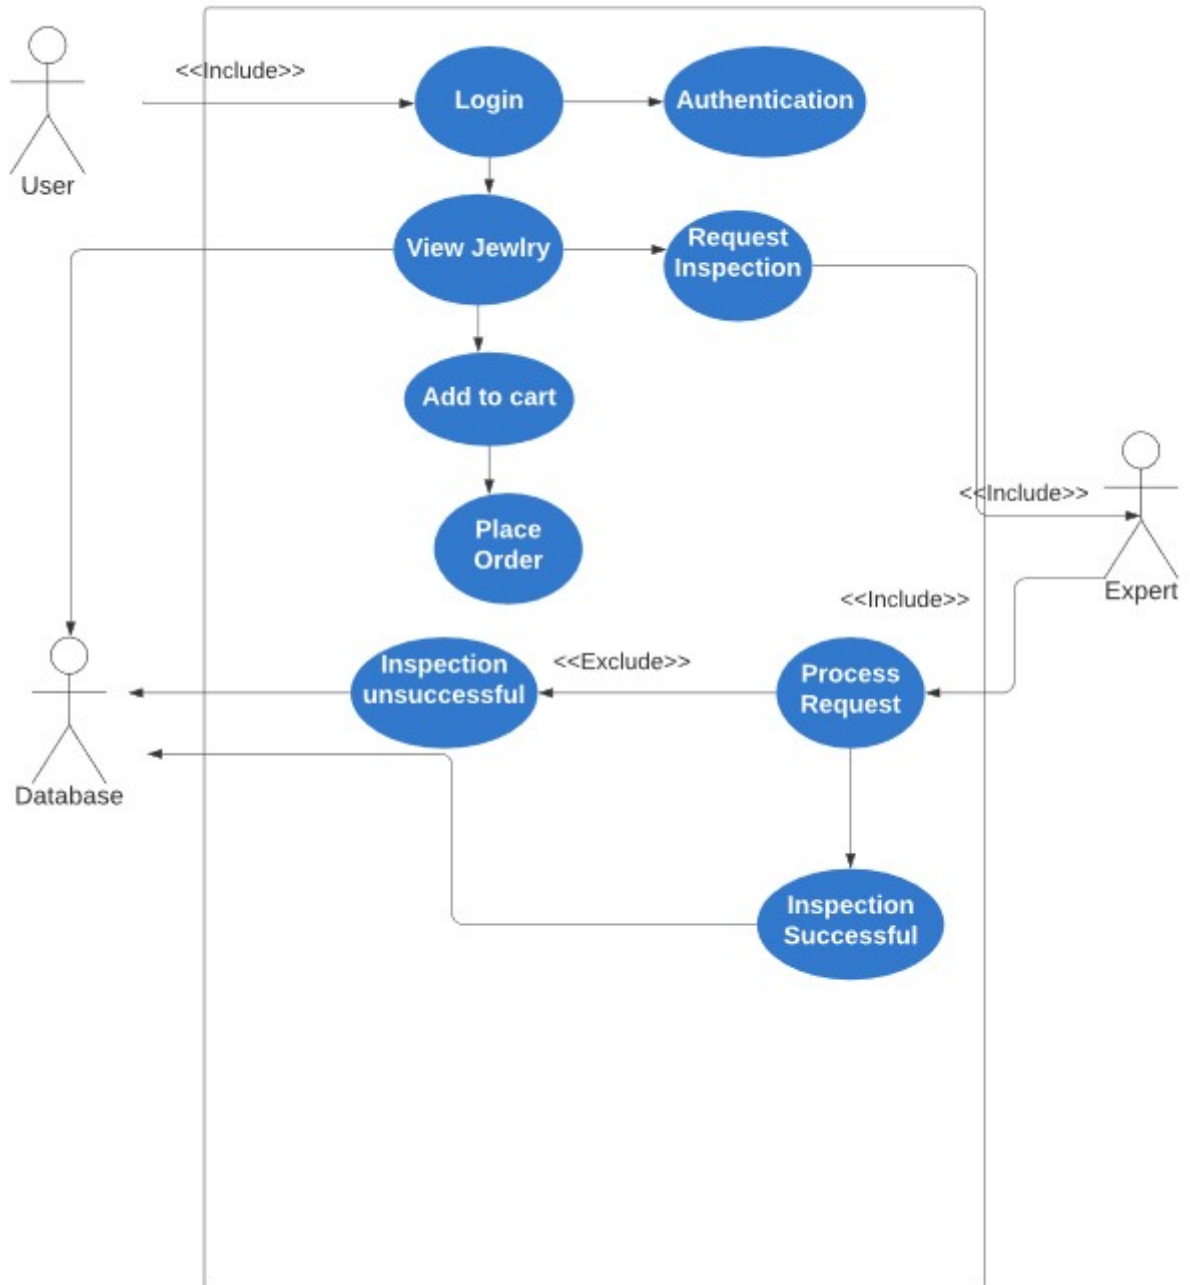 <<Include>>
Login
Authentication
User
View Jewlry
Request
Inspection
Add to cart
<<Include>>
Place
Order
Expert
<<Include>>
Inspection
unsuccessful
<<Exclude>>
Process
Request
Database
Inspection
Successful